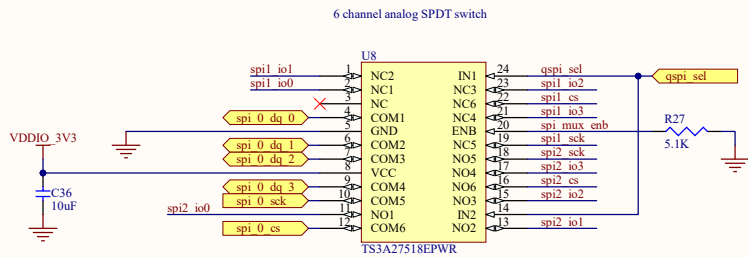 6 channel analog SPDT switch
U8
spi1_io1 1 NC2 IN1 24 qspi_sel qspi_sel
spi1_io0 2 NC1 NC3 23 spi1_io2
3 NC NC6 22 spi1_cs
spi_0_dq_0 4 COM1 NC4 21 spi1_io3
5 GND ENB 20 spi_mux_enb R27 5.1K
spi_0_dq_1 6 COM2 NC5 19 spi1_sck
spi_0_dq_2 7 COM3 NO5 18 spi2_sck
VDDIO_3V3 8 VCC NO4 17 spi2_io3
spi_0_dq_3 9 COM4 NO6 16 spi2_cs
C36 10uF
spi_0_sck 10 COM5 NO3 15 spi2_io2
spi2_io0 11 NO1 IN2 14
spi_0_cs 12 COM6 NO2 13 spi2_io1
TS3A27518EPWR